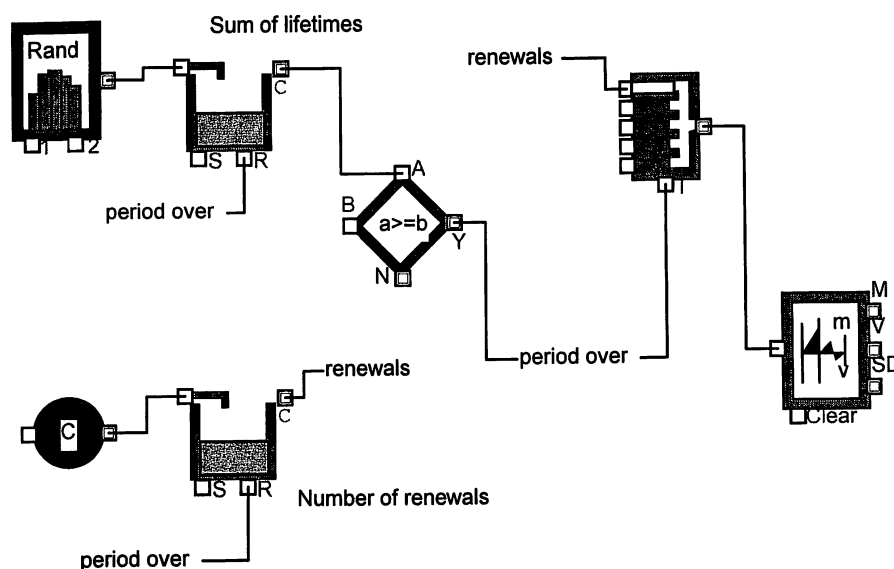 Sum of lifetimes
Rand
1
2
C
S
R
period over
renewals
A
B
a>=b
Y
N
T
period over
M
m
V
v
SD
Clear
renewals
C
C
S
R
Number of renewals
period over